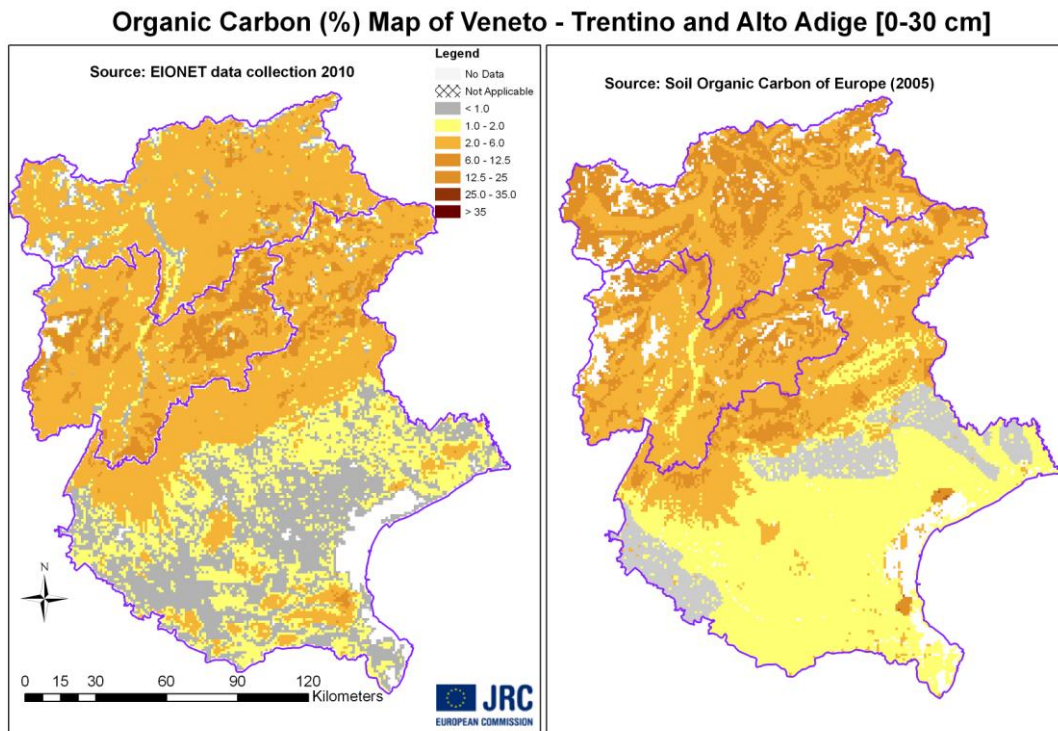 Organic Carbon (%) Map of Veneto - Trentino and Alto Adige [0-30 cm]
Source: EIONET data collection 2010
Legend
No Data
Not Applicable
< 1.0
1.0 - 2.0
2.0 - 6.0
6.0 - 12.5
12.5 - 25
25.0 - 35.0
> 35
N
0 15 30 60 90 120
Kilometers
JRC
EUROPEAN COMMISSION
Source: Soil Organic Carbon of Europe (2005)